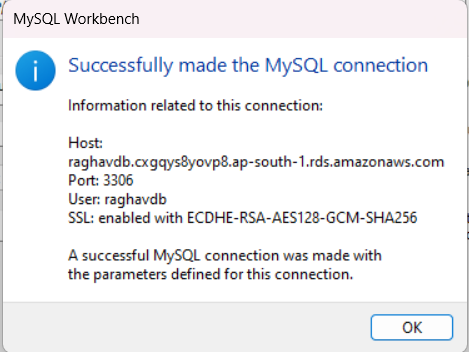 MySQL Workbench
Successfully made the MySQL connection
Information related to this connection:
Host:
raghavdb.cxgqys8yovp8.ap-south-1.rds.amazonaws.com
Port: 3306
User: raghavdb
SSL: enabled with ECDHE-RSA-AES128-GCM-SHA256
A successful MySQL connection was made with
the parameters defined for this connection.
OK